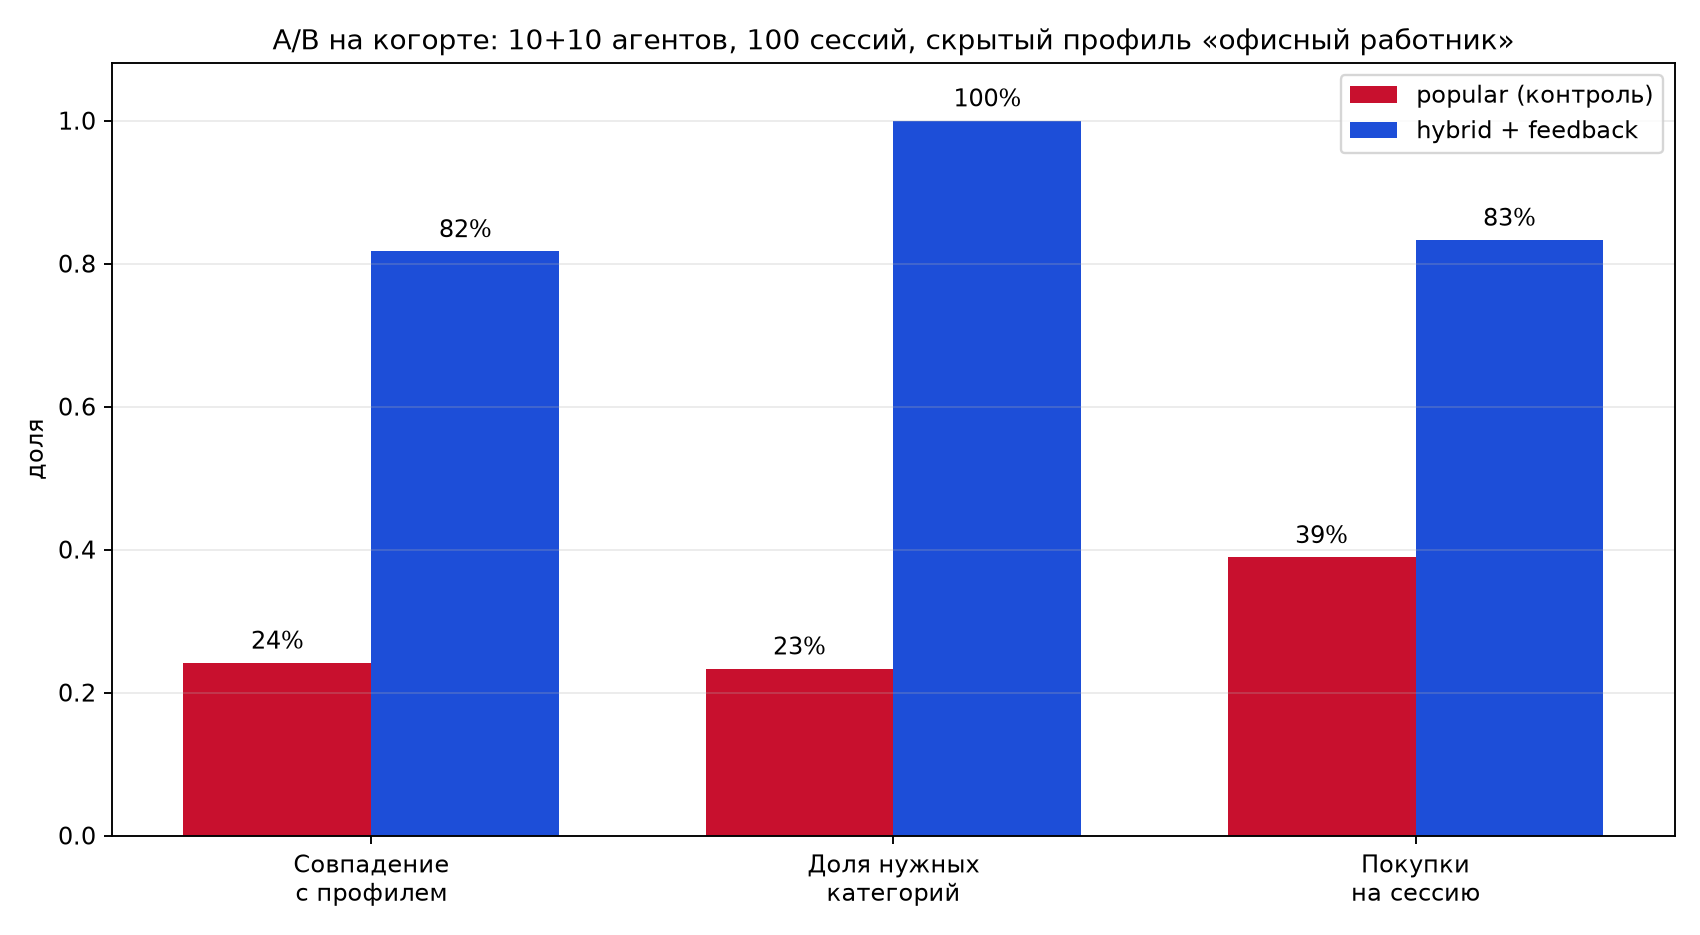 А/В на когорте: 10+10 агентов, 100 сессий, скрытый профиль «офисный работник»
popular (контроль)
hybrid + feedback
доля
1.0
0.8
0.6
0.4
0.2
0.0
24%
82%
23%
100%
39%
83%
Совпадение
с профилем
Доля нужных
категорий
Покупки
на сессию